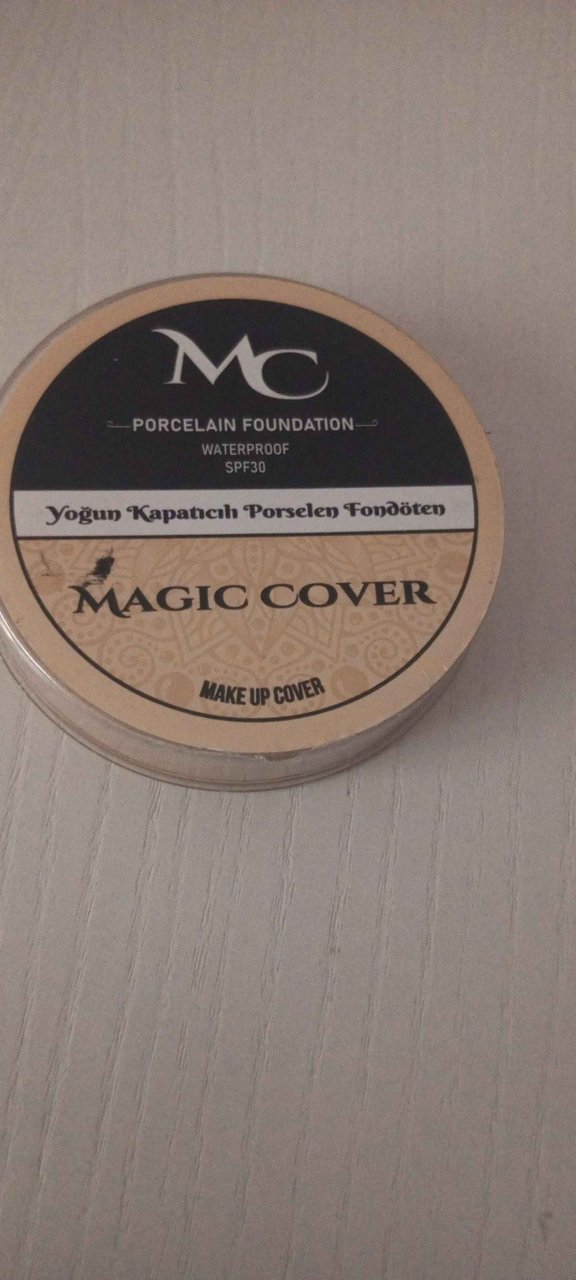 MC
PORCELAIN FOUNDATION
WATERPROOF
SPF30
Yoğun Kapatıcılı Porselen Fondöten
MAGIC COVER
MAKE UP COVER